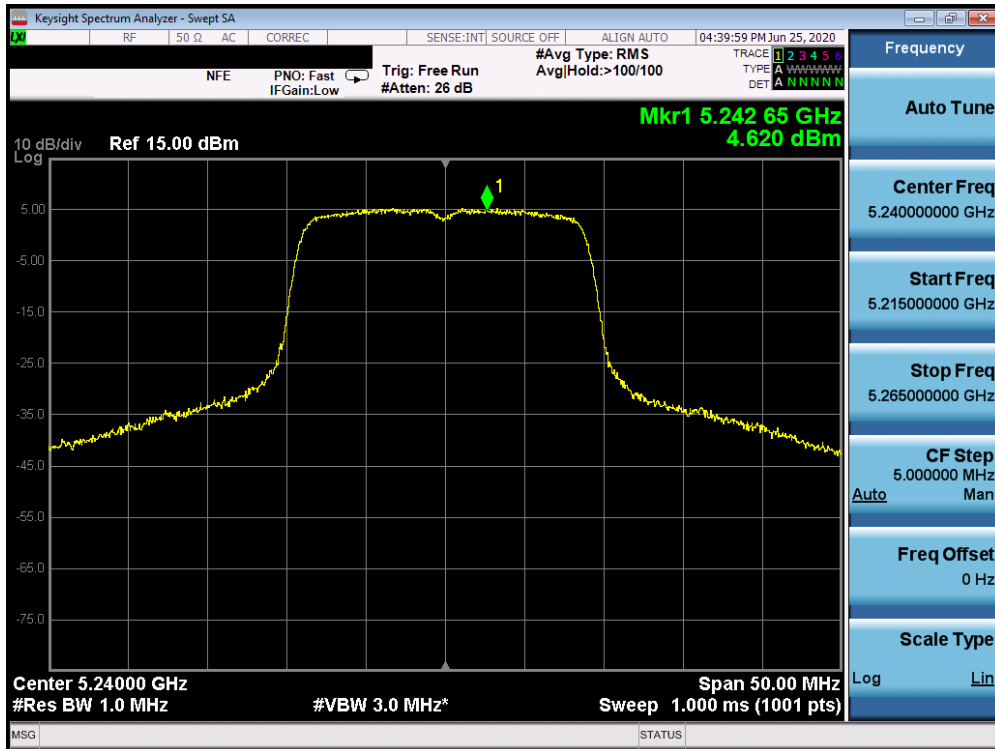 Keysight Spectrum Analyzer - Swept SA
LXI RF 50 Ω AC CORREC SENSE:INT SOURCE OFF ALIGN AUTO 04:39:59 PM Jun 25, 2020
NFE PNO: Fast Trig: Free Run #Avg Type: RMS TRACE 1 2 3 4 5 6
IFGain:Low #Atten: 26 dB Avg|Hold:>100/100 TYPE A WWWWW
DET A N N N N N
Mkr1 5.242 65 GHz
4.620 dBm
10 dB/div Ref 15.00 dBm
Log
1
5.00
-5.00
-15.0
-25.0
-35.0
-45.0
-55.0
-65.0
-75.0
Center 5.24000 GHz Span 50.00 MHz
#Res BW 1.0 MHz #VBW 3.0 MHz* Sweep 1.000 ms (1001 pts)
MSG STATUS
Frequency
Auto Tune
Center Freq
5.240000000 GHz
Start Freq
5.215000000 GHz
Stop Freq
5.265000000 GHz
CF Step
5.000000 MHz
Auto Man
Freq Offset
0 Hz
Scale Type
Log Lin